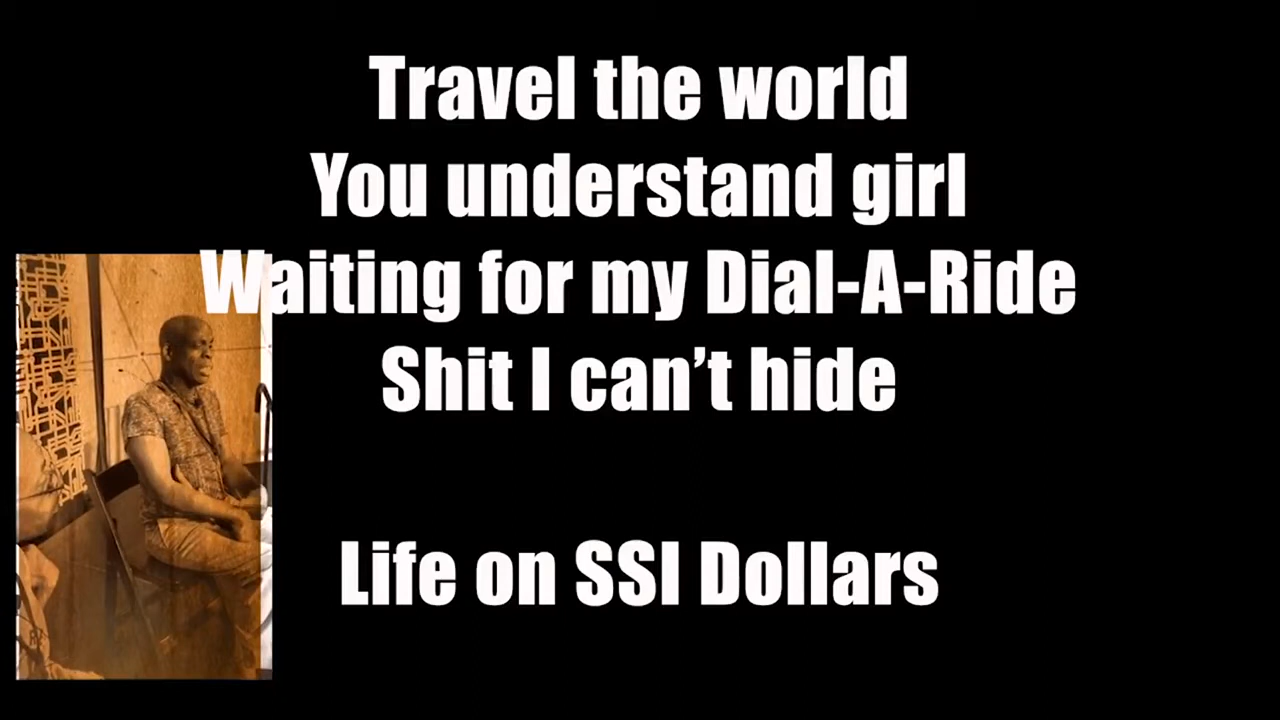 Travel the world
You understand girl
Waiting for my Dial-A-Ride
Shit I can’t hide
Life on SSI Dollars